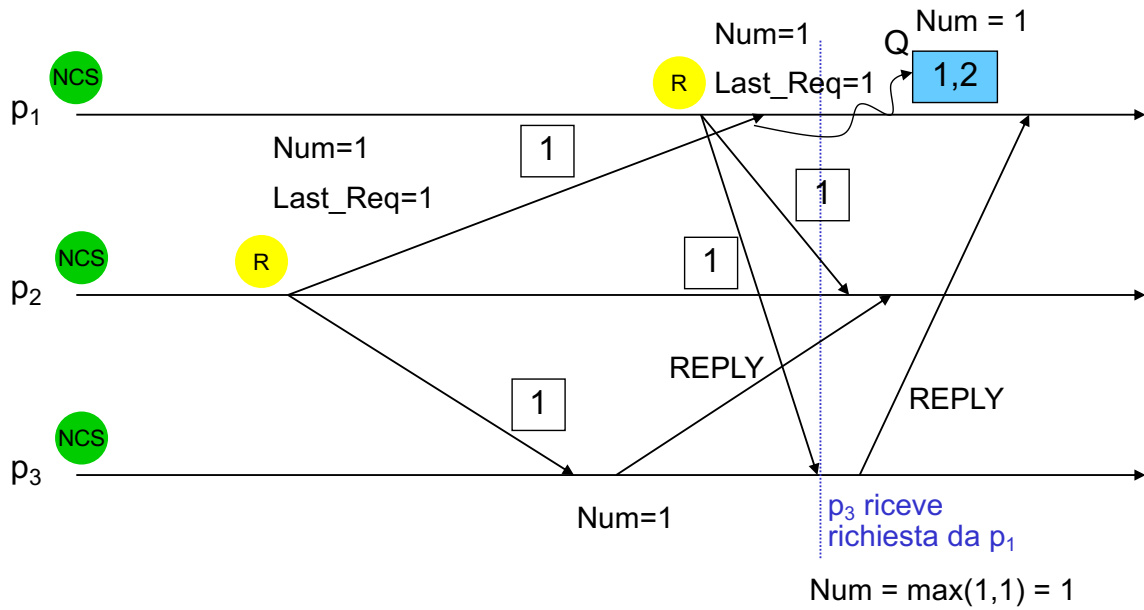 Num = 1
Num=1
Q
NCS
R
Last_Req=1
1,2
p1
1
Num=1
Last_Req=1
1
NCS
R
1
p2
REPLY
1
REPLY
NCS
p3
Num=1
p3 riceve
richiesta da p1
Num = max(1,1) = 1